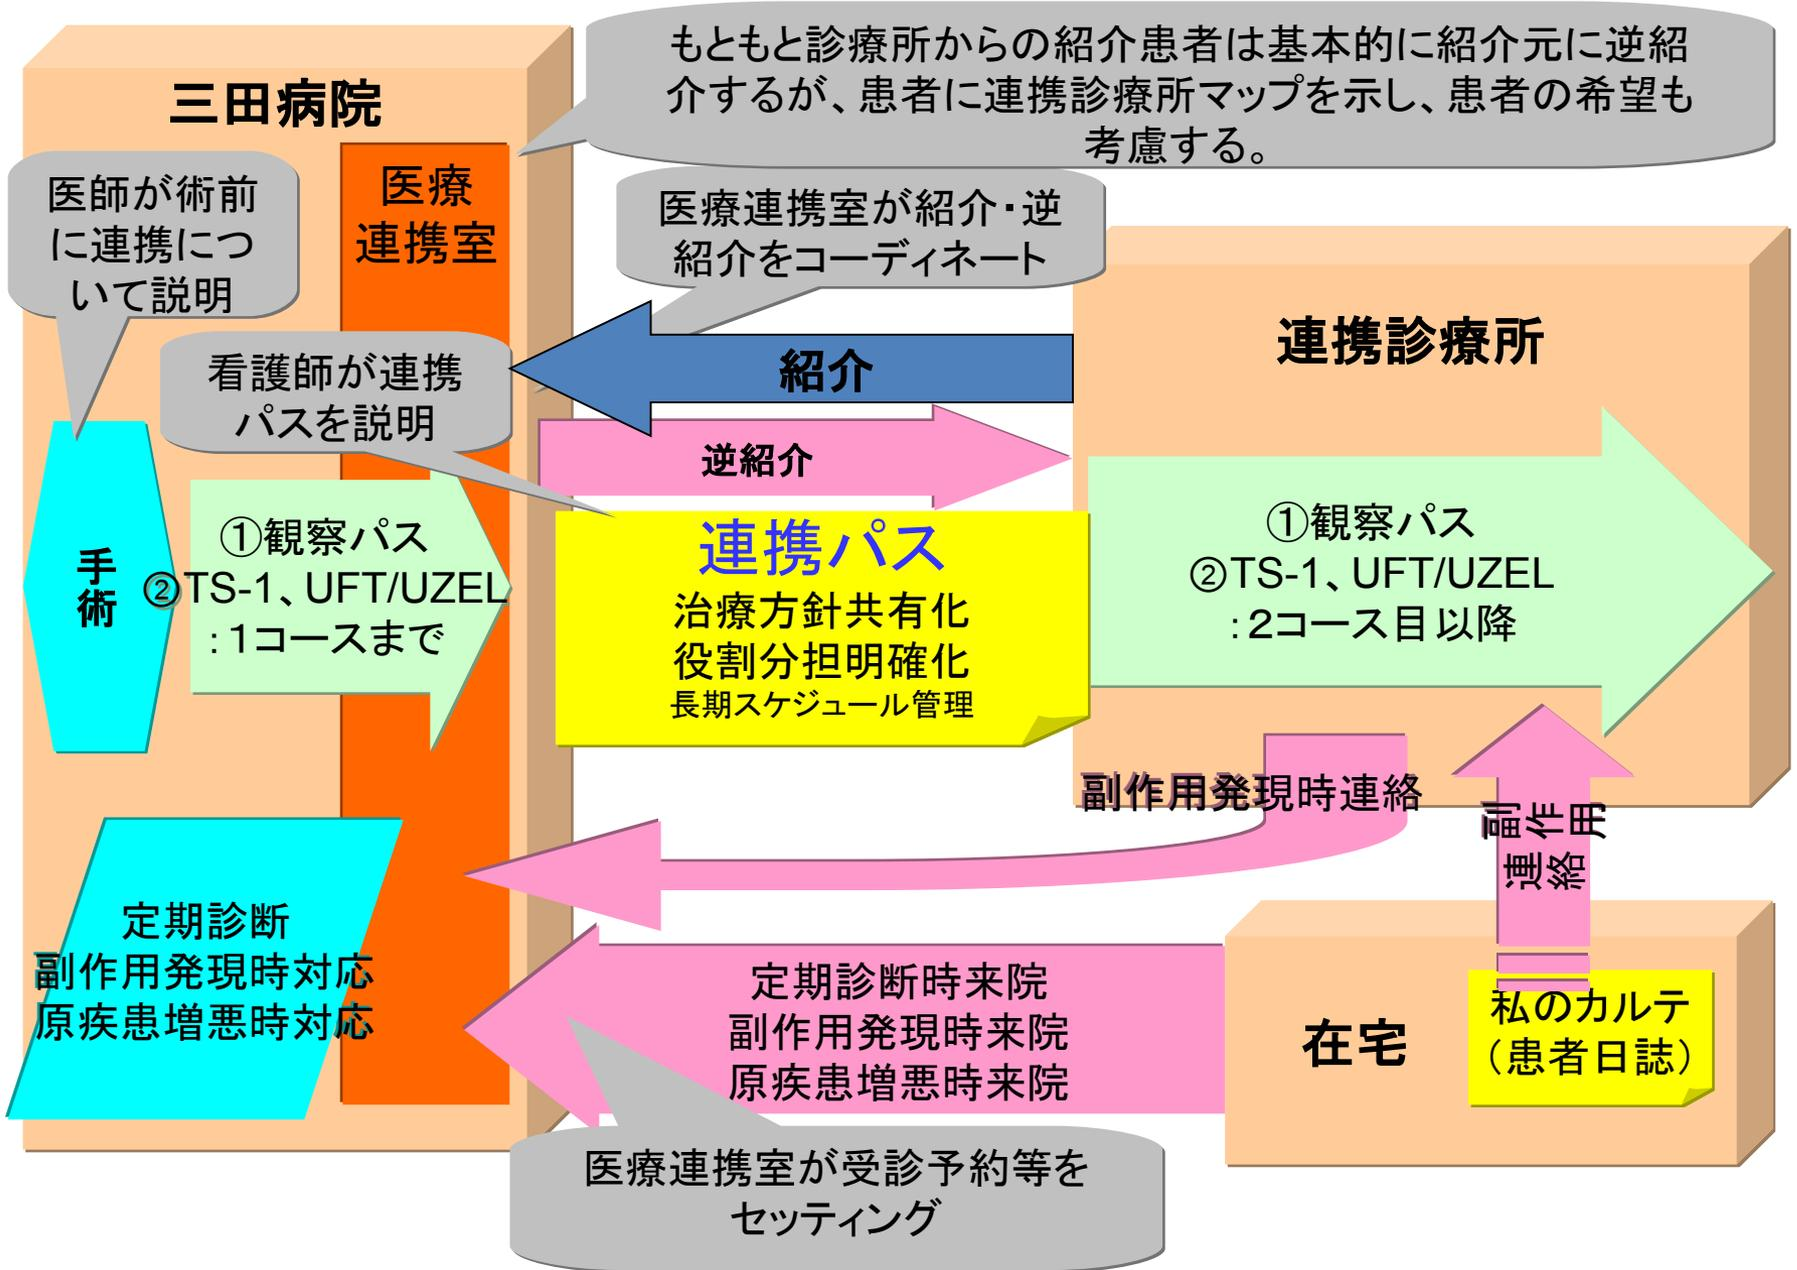 もともと診療所からの紹介患者は基本的に紹介元に逆紹
介するが、患者に連携診療所マップを示し、患者の希望も
考慮する。
三田病院
医療
連携室
医師が術前
に連携につ
いて説明
医療連携室が紹介・逆
紹介をコーディネート
連携診療所
紹介
看護師が連携
パスを説明
逆紹介
手術
①観察パス
②TS-1、UFT/UZEL
：1コースまで
連携パス
治療方針共有化
役割分担明確化
長期スケジュール管理
①観察パス
②TS-1、UFT/UZEL
：2コース目以降
副作用発現時連絡
副作用
連絡
定期診断
副作用発現時対応
原疾患増悪時対応
定期診断時来院
副作用発現時来院
原疾患増悪時来院
在宅
私のカルテ
（患者日誌）
医療連携室が受診予約等を
セッティング